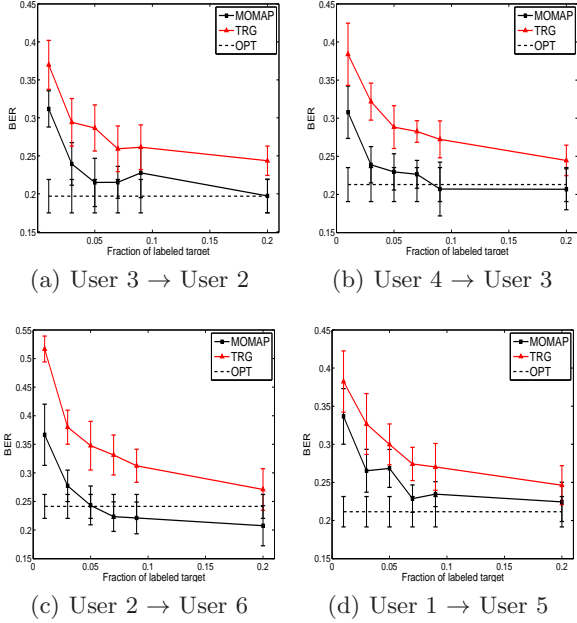 MOMAP
TRG
OPT
BER
0.45
0.4
0.35
0.3
0.25
0.2
0.15
0.05
0.1
0.15
0.2
Fraction of labeled target
(a) User 3 → User 2
MOMAP
TRG
OPT
BER
0.45
0.4
0.35
0.3
0.25
0.2
0.15
0
0.05
0.1
0.15
0.2
Fraction of labeled target
(b) User 4 → User 3
MOMAP
TRG
OPT
BER
0.55
0.5
0.45
0.4
0.35
0.3
0.25
0.2
0.15
0.1
0
0.05
0.1
0.15
0.2
Fraction of labeled target
(c) User 2 → User 6
MOMAP
TRG
OPT
BER
0.45
0.4
0.35
0.3
0.25
0.2
0.15
0
0.05
0.1
0.15
0.2
Fraction of labeled target
(d) User 1 → User 5